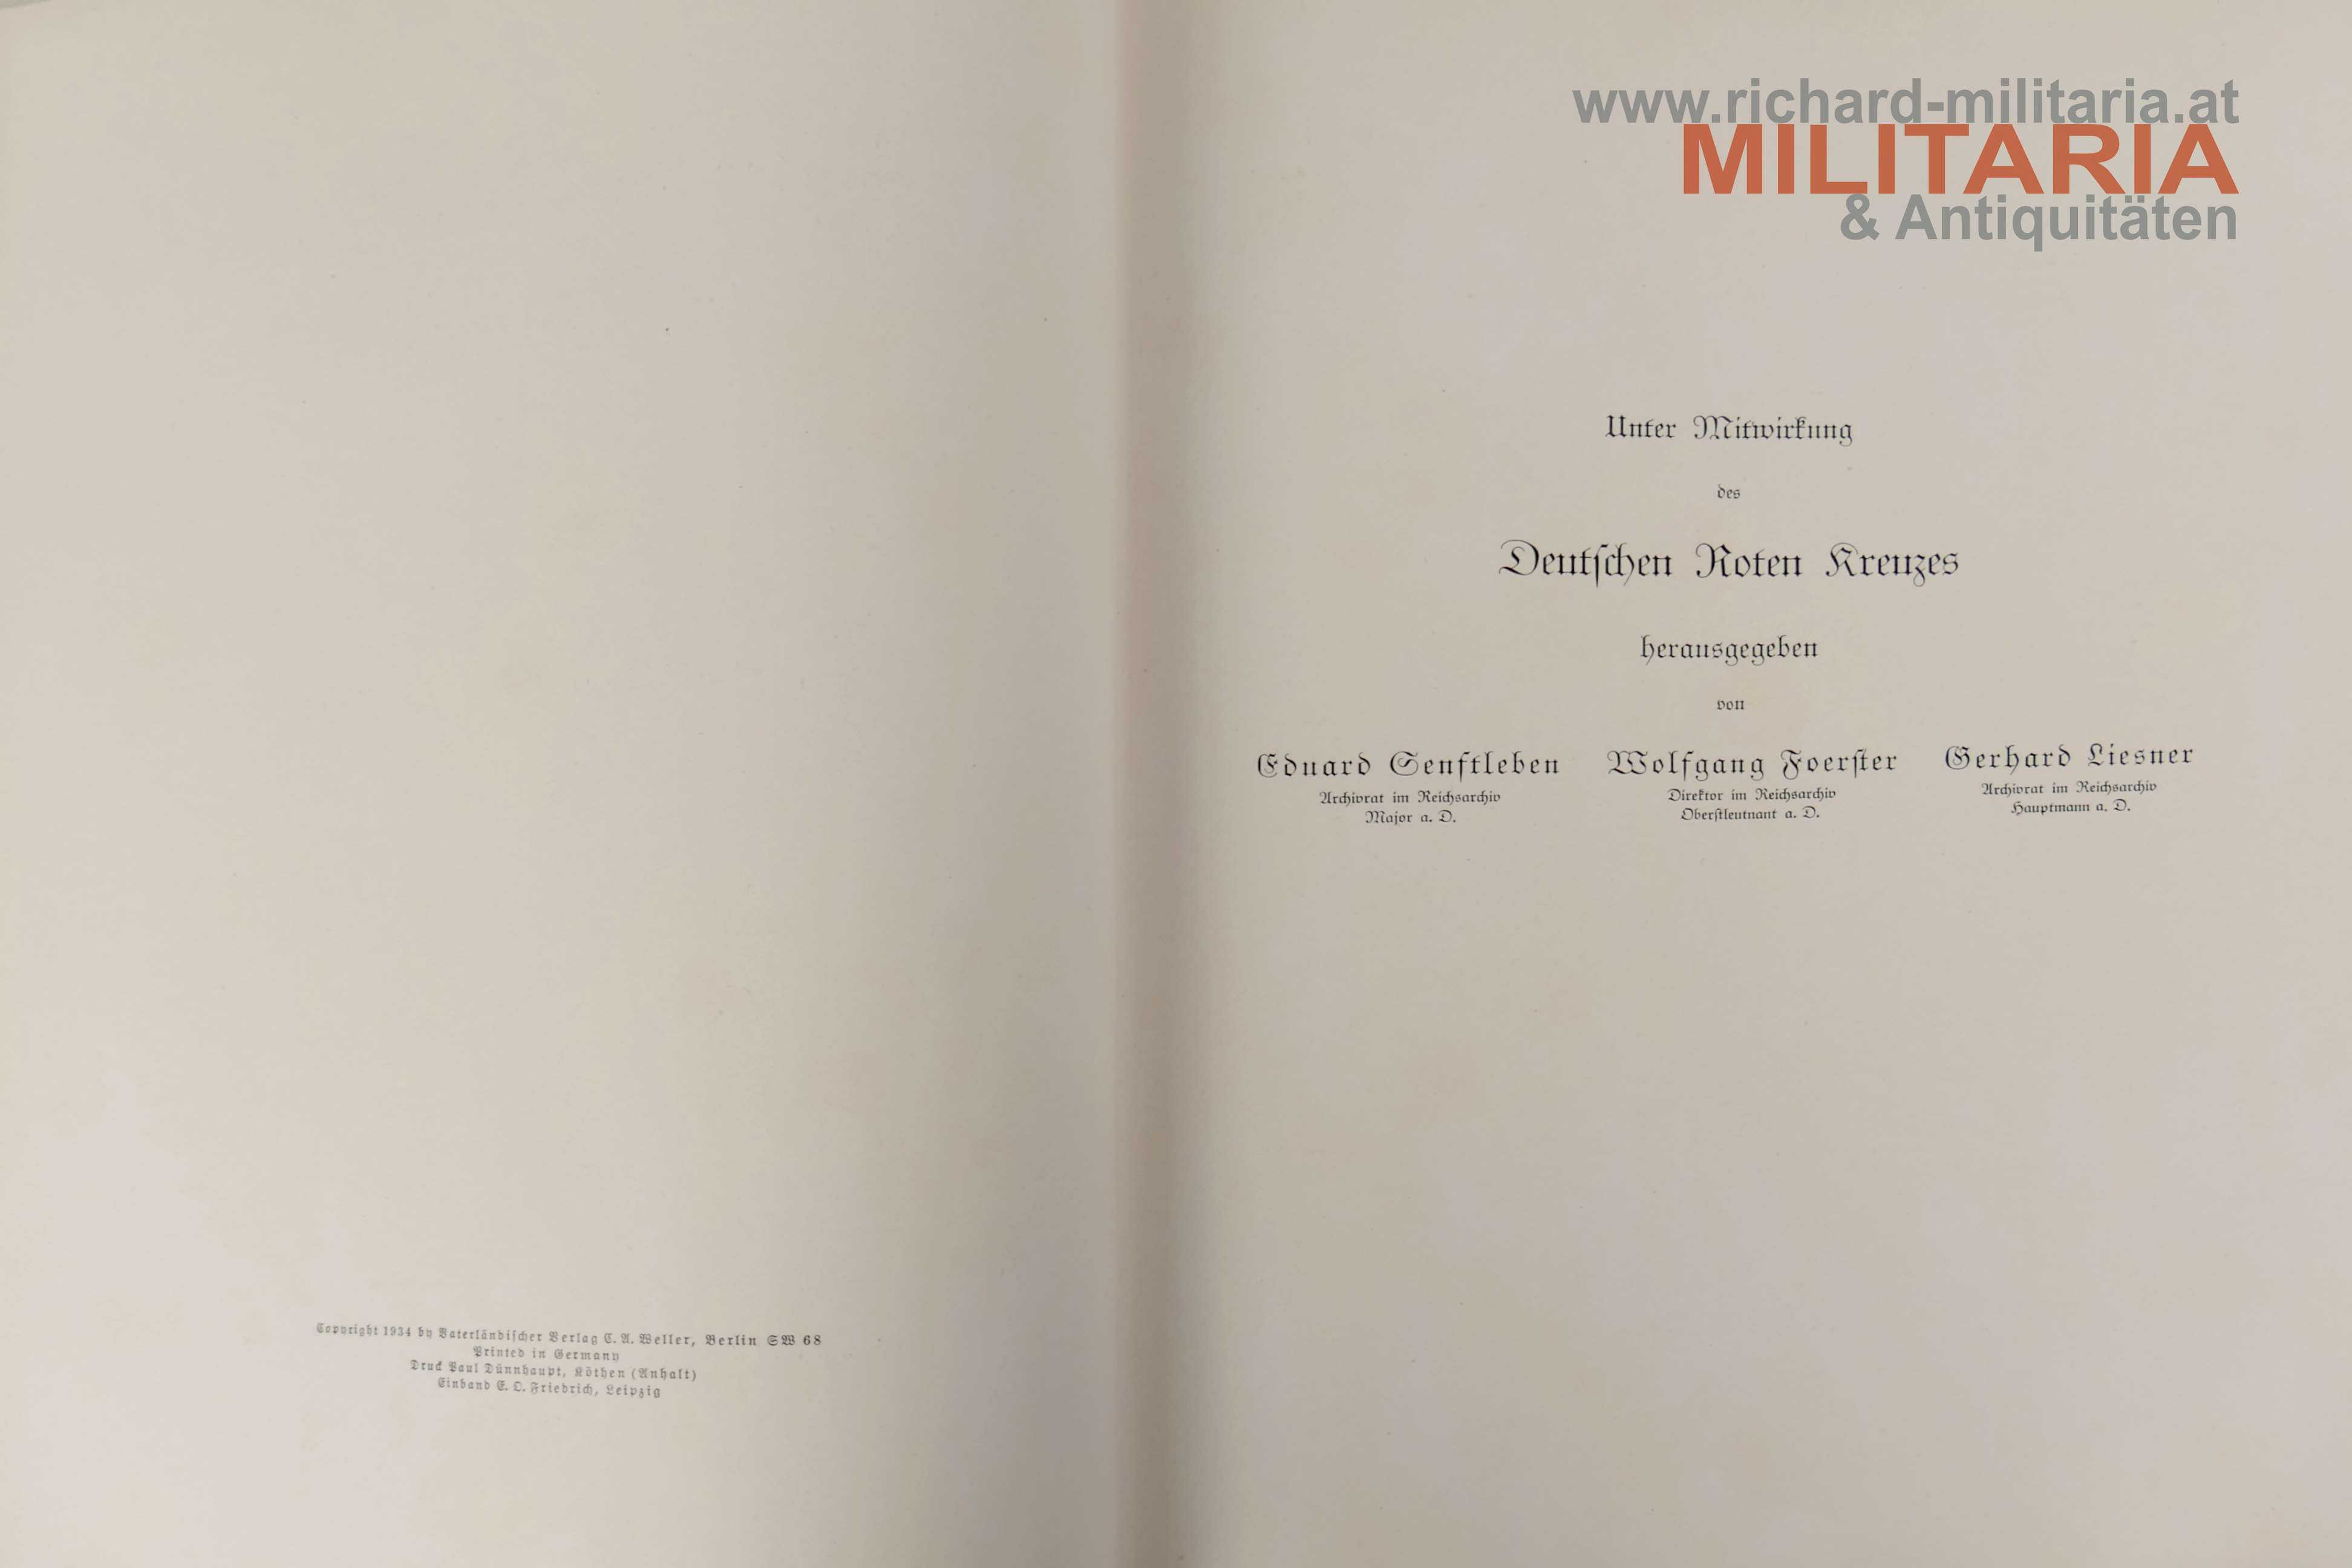 Copyright 1934 by Vaterländischer Verlag C. A. Weller, Berlin SW 68
Printed in Germany
Druck Paul Dünnhaupt, Köthen (Anhalt)
Einband E. O. Friedrich, Leipzig
www.richard-militaria.at
MILITARIA
& Antiquitäten
Unter Mitwirkung
des
Deutſchen Roten Kreuzes
herausgegeben
von
Eduard Senftleben Wolfgang Foerſter Gerhard Liesner
Archivrat im Reichsarchiv Direktor im Reichsarchiv Archivrat im Reichsarchiv
Major a. D. Oberſtleutnant a. D. Hauptmann a. D.